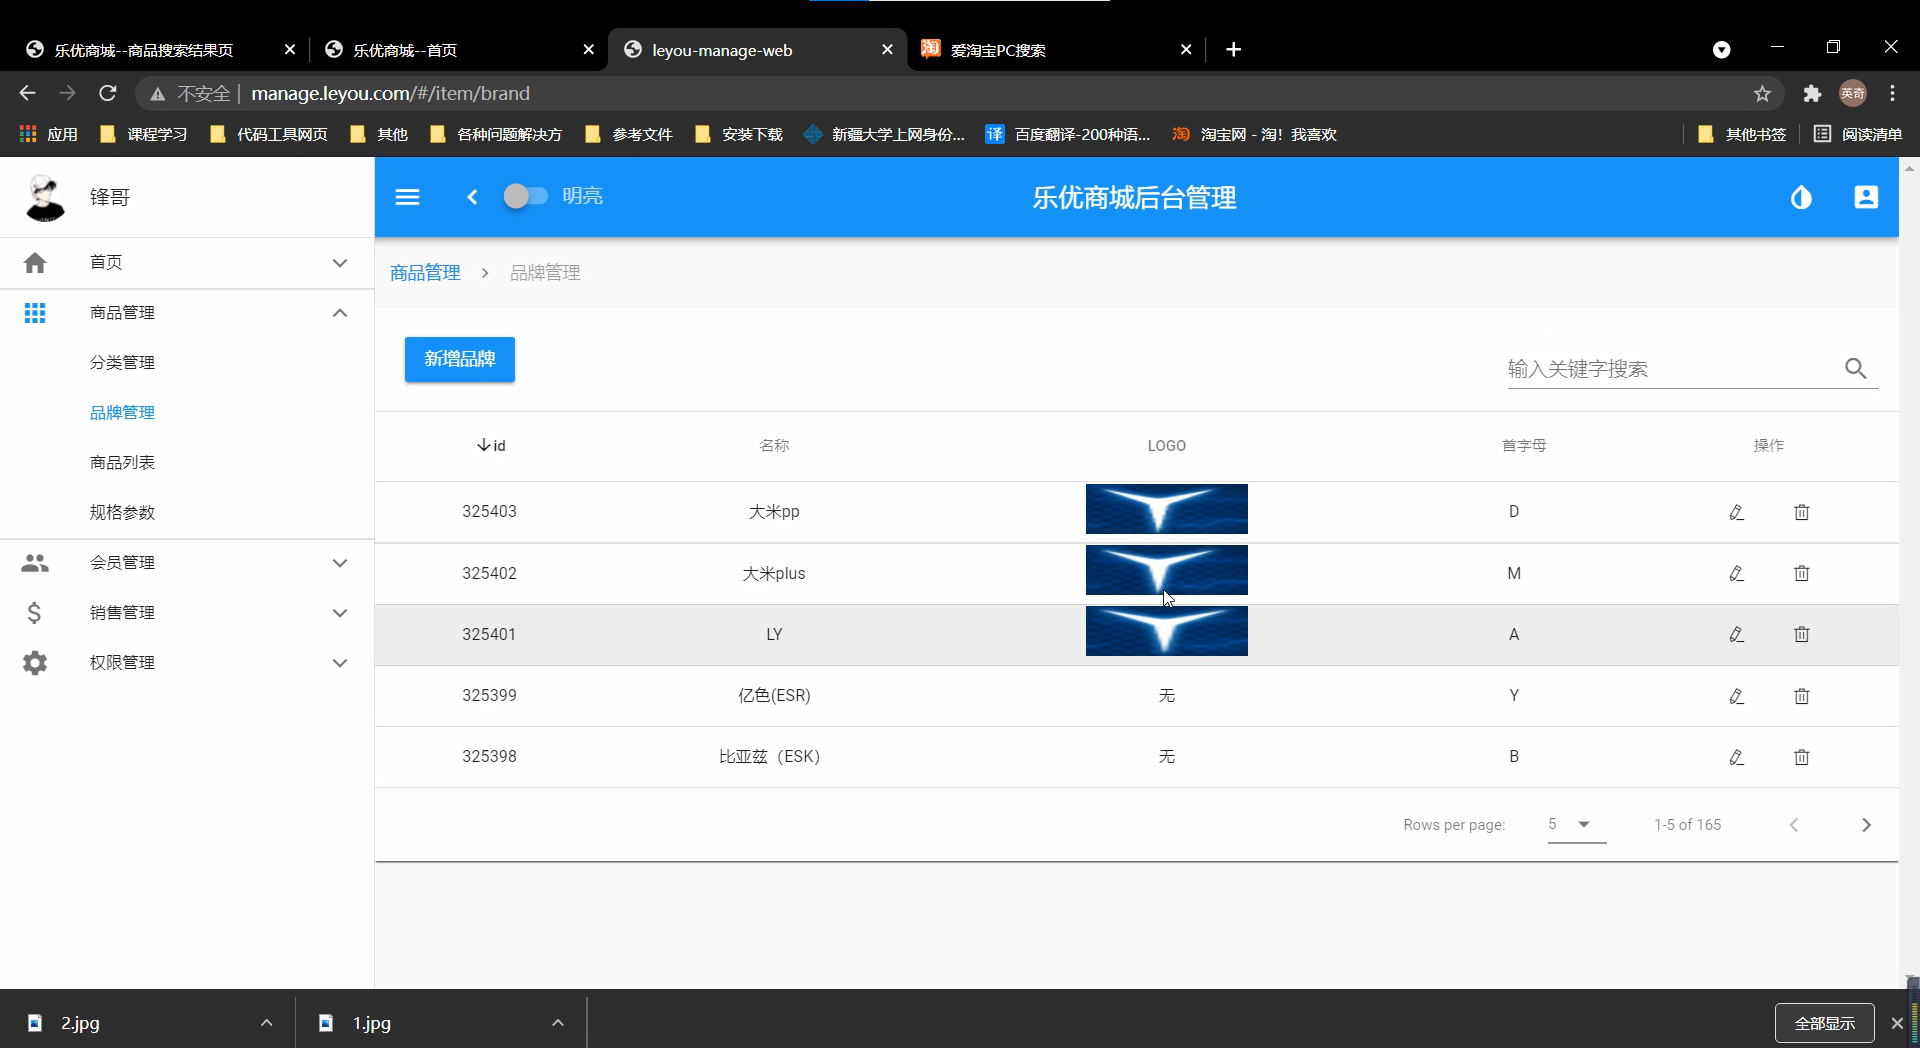 乐优商城--商品搜索结果页
乐优商城--首页
leyou-manage-web
淘
爱淘宝PC搜索
不安全
manage.leyou.com/#/item/brand
英奇
应用
课程学习
代码工具网页
其他
各种问题解决方
参考文件
安装下载
新疆大学上网身份...
译
百度翻译-200种语...
淘
淘宝网 - 淘！我喜欢
其他书签
阅读清单
锋哥
明亮
乐优商城后台管理
首页
商品管理
分类管理
品牌管理
商品列表
规格参数
会员管理
销售管理
权限管理
商品管理
品牌管理
新增品牌
输入关键字搜索
id 名称 LOGO 首字母 操作
325403 大米pp D
325402 大米plus M
325401 LY A
325399 亿色(ESR) 无 Y
325398 比亚兹（ESK） 无 B
Rows per page: 5 1-5 of 165
2.jpg
1.jpg
全部显示